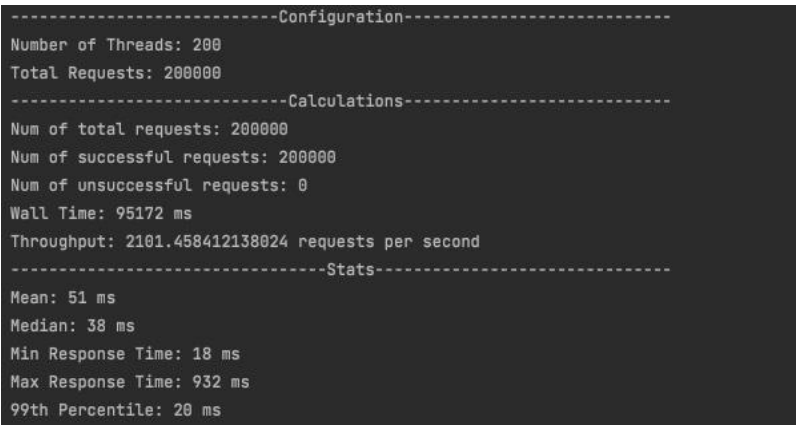 ----------------------------Configuration----------------------------
Number of Threads: 200
Total Requests: 200000
-----------------------------Calculations----------------------------
Num of total requests: 200000
Num of successful requests: 200000
Num of unsuccessful requests: 0
Wall Time: 95172 ms
Throughput: 2101.458412138024 requests per second
---------------------------------Stats-------------------------------
Mean: 51 ms
Median: 38 ms
Min Response Time: 18 ms
Max Response Time: 932 ms
99th Percentile: 20 ms